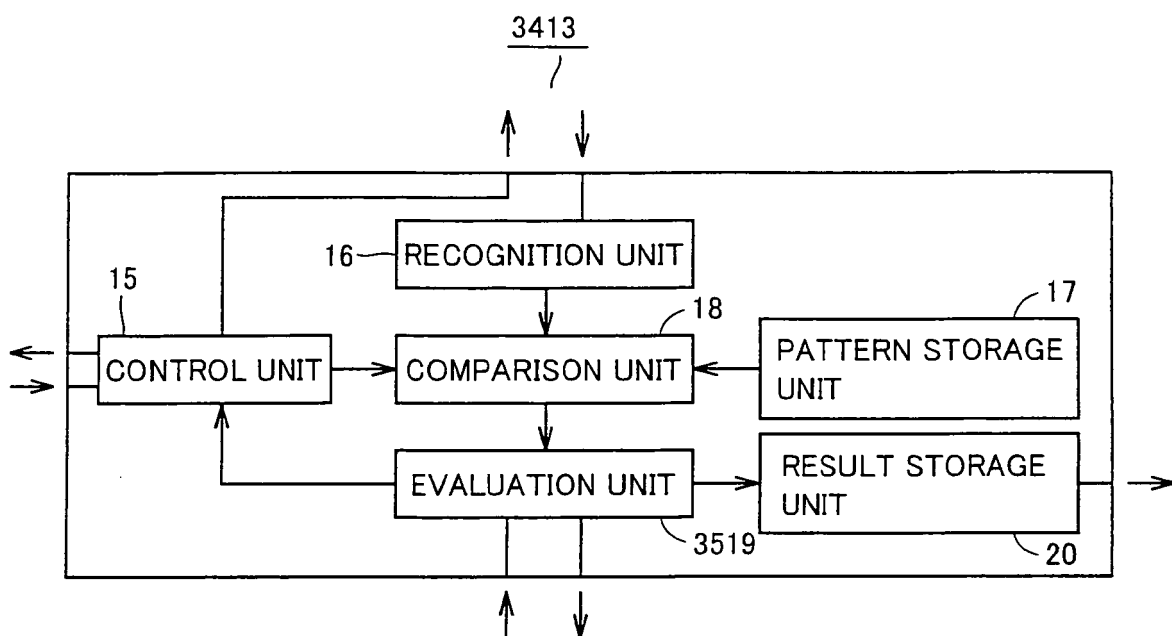 3413
16
RECOGNITION UNIT
15
18
17
CONTROL UNIT
COMPARISON UNIT
PATTERN STORAGE
UNIT
EVALUATION UNIT
RESULT STORAGE
UNIT
3519
20